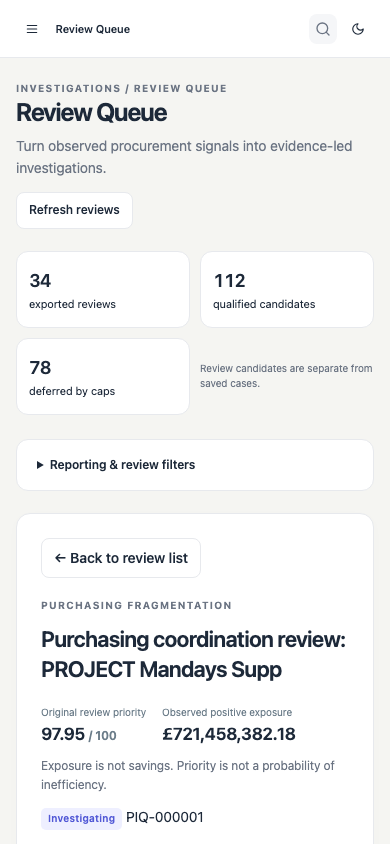 Review Queue
INVESTIGATIONS / REVIEW QUEUE
Review Queue
Turn observed procurement signals into evidence-led
investigations.
Refresh reviews
34
exported reviews
112
qualified candidates
78
deferred by caps
Review candidates are separate from
saved cases.
Reporting & review filters
← Back to review list
PURCHASING FRAGMENTATION
Purchasing coordination review:
PROJECT Mandays Supp
Original review priority
97.95 / 100
Observed positive exposure
£721,458,382.18
Exposure is not savings. Priority is not a probability of
inefficiency.
Investigating PIQ-000001